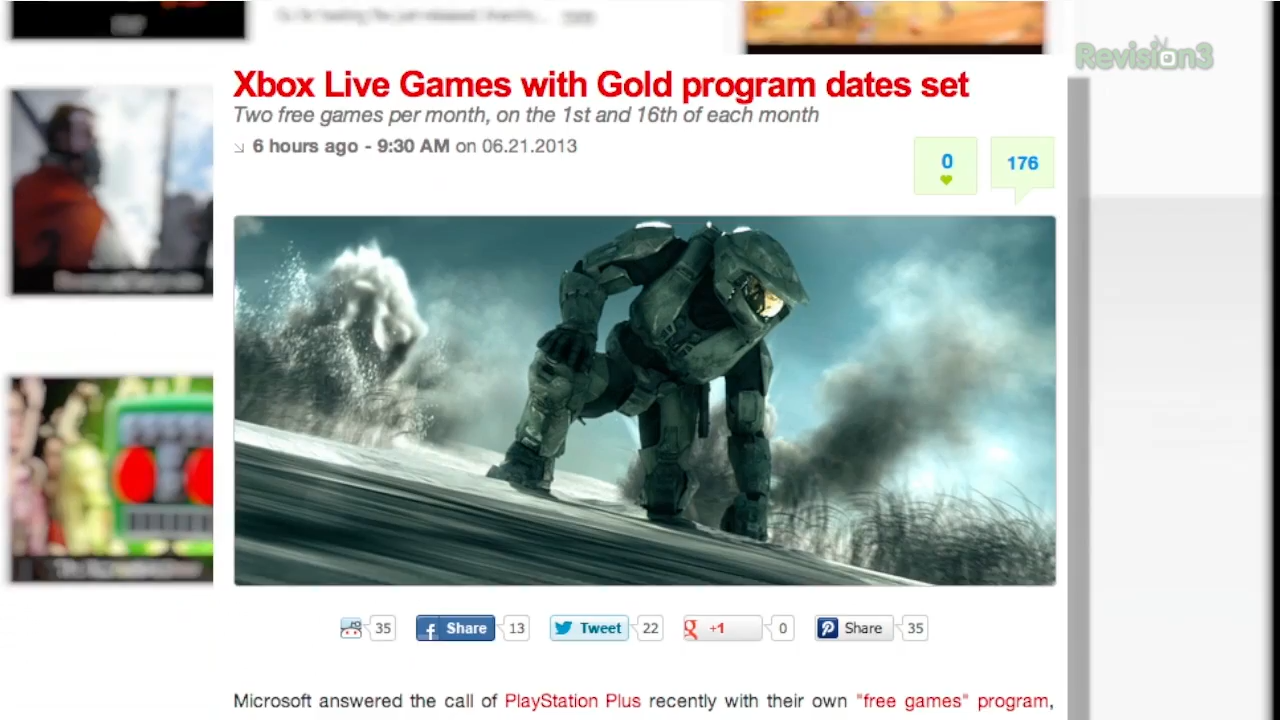 Revision3
Xbox Live Games with Gold program dates set
Two free games per month, on the 1st and 16th of each month
6 hours ago - 9:30 AM on 06.21.2013
0
176
35
Share
13
Tweet
22
+1
0
Share
35
Microsoft answered the call of PlayStation Plus recently with their own "free games" program,